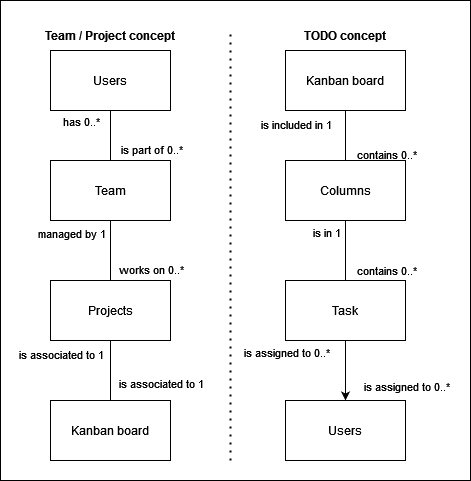 Team / Project concept
Users
has 0..*
is part of 0..*
Team
managed by 1
works on 0..*
Projects
is associated to 1
is associated to 1
Kanban board
TODO concept
Kanban board
is included in 1
contains 0..*
Columns
is in 1
contains 0..*
Task
is assigned to 0..*
is assigned to 0..*
Users